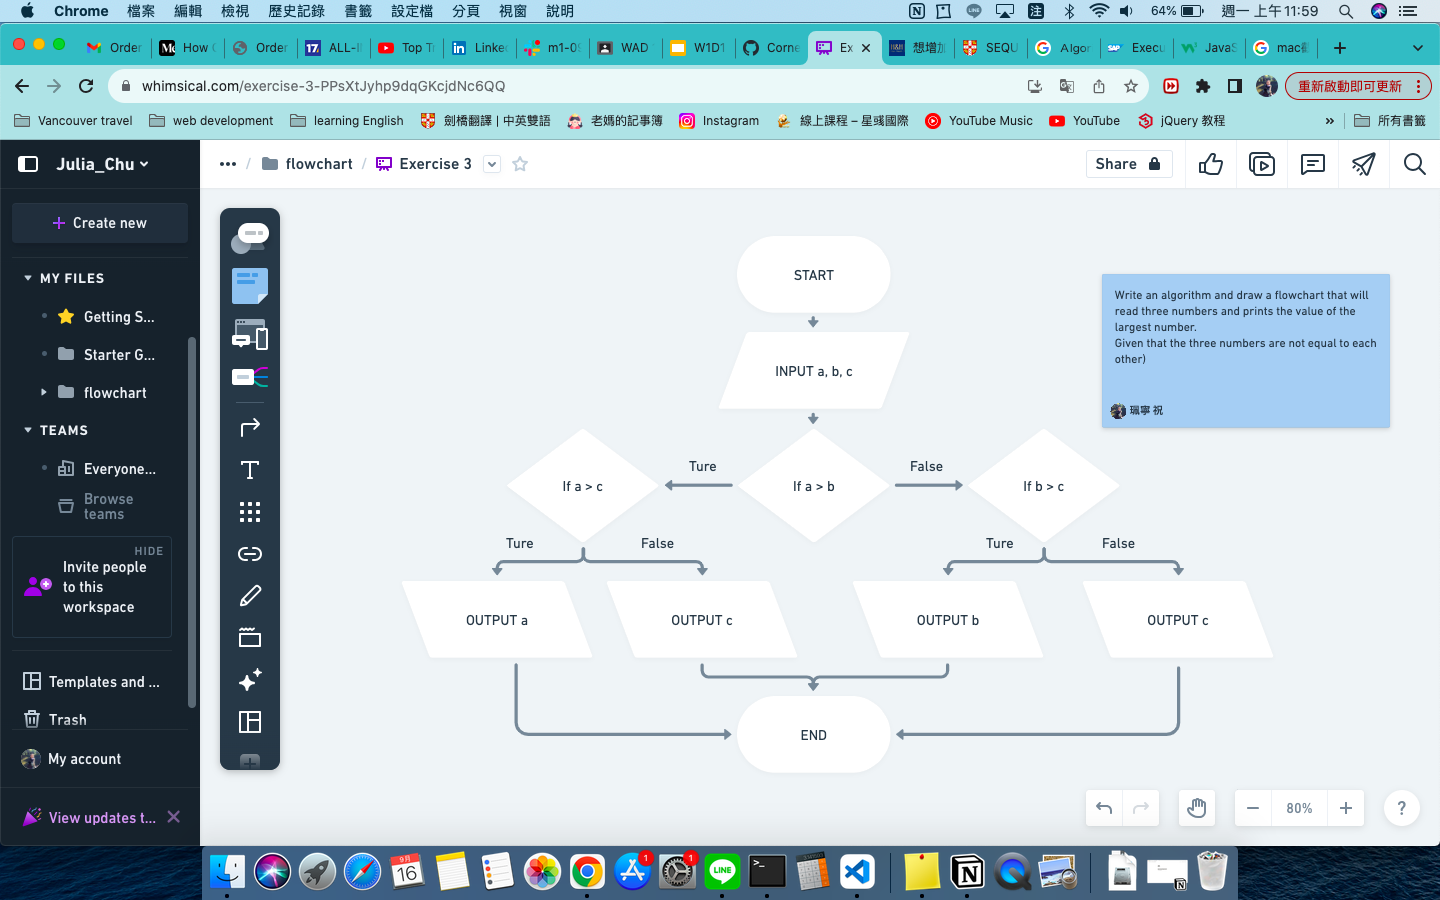 Chrome 檔案 編輯 檢視 歷史記錄 書籤 設定檔 分頁 視窗 說明 注 64% 週一 上午11:59
Order How C Order ALL-I Top T Linke m1-05 WAD W1D1 Corne Ex 想增加 SEQU Algor Execu JavaS mac截
whimsical.com/exercise-3-PPsXtJyhp9dqGKcjdNc6QQ 重新啟動即可更新
Vancouver travel web development learning English 劍橋翻譯 | 中英雙語 老媽的記事簿 Instagram 線上課程 – 星彧國際 YouTube Music YouTube jQuery 教程 » 所有書籤
Julia_Chu
flowchart / Exercise 3
Share
+ Create new
MY FILES
Getting S...
Starter G...
flowchart
TEAMS
Everyone...
Browse
teams
HIDE
Invite people
to this
workspace
Templates and ...
Trash
My account
View updates t...
START
INPUT a, b, c
If a > c
Ture
If a > b
False
If b > c
Ture
False
Ture
False
OUTPUT a
OUTPUT c
OUTPUT b
OUTPUT c
END
Write an algorithm and draw a flowchart that will
read three numbers and prints the value of the
largest number.
Given that the three numbers are not equal to each
other)
珮寧 祝
80%
?
9月
16
1
1
LINE